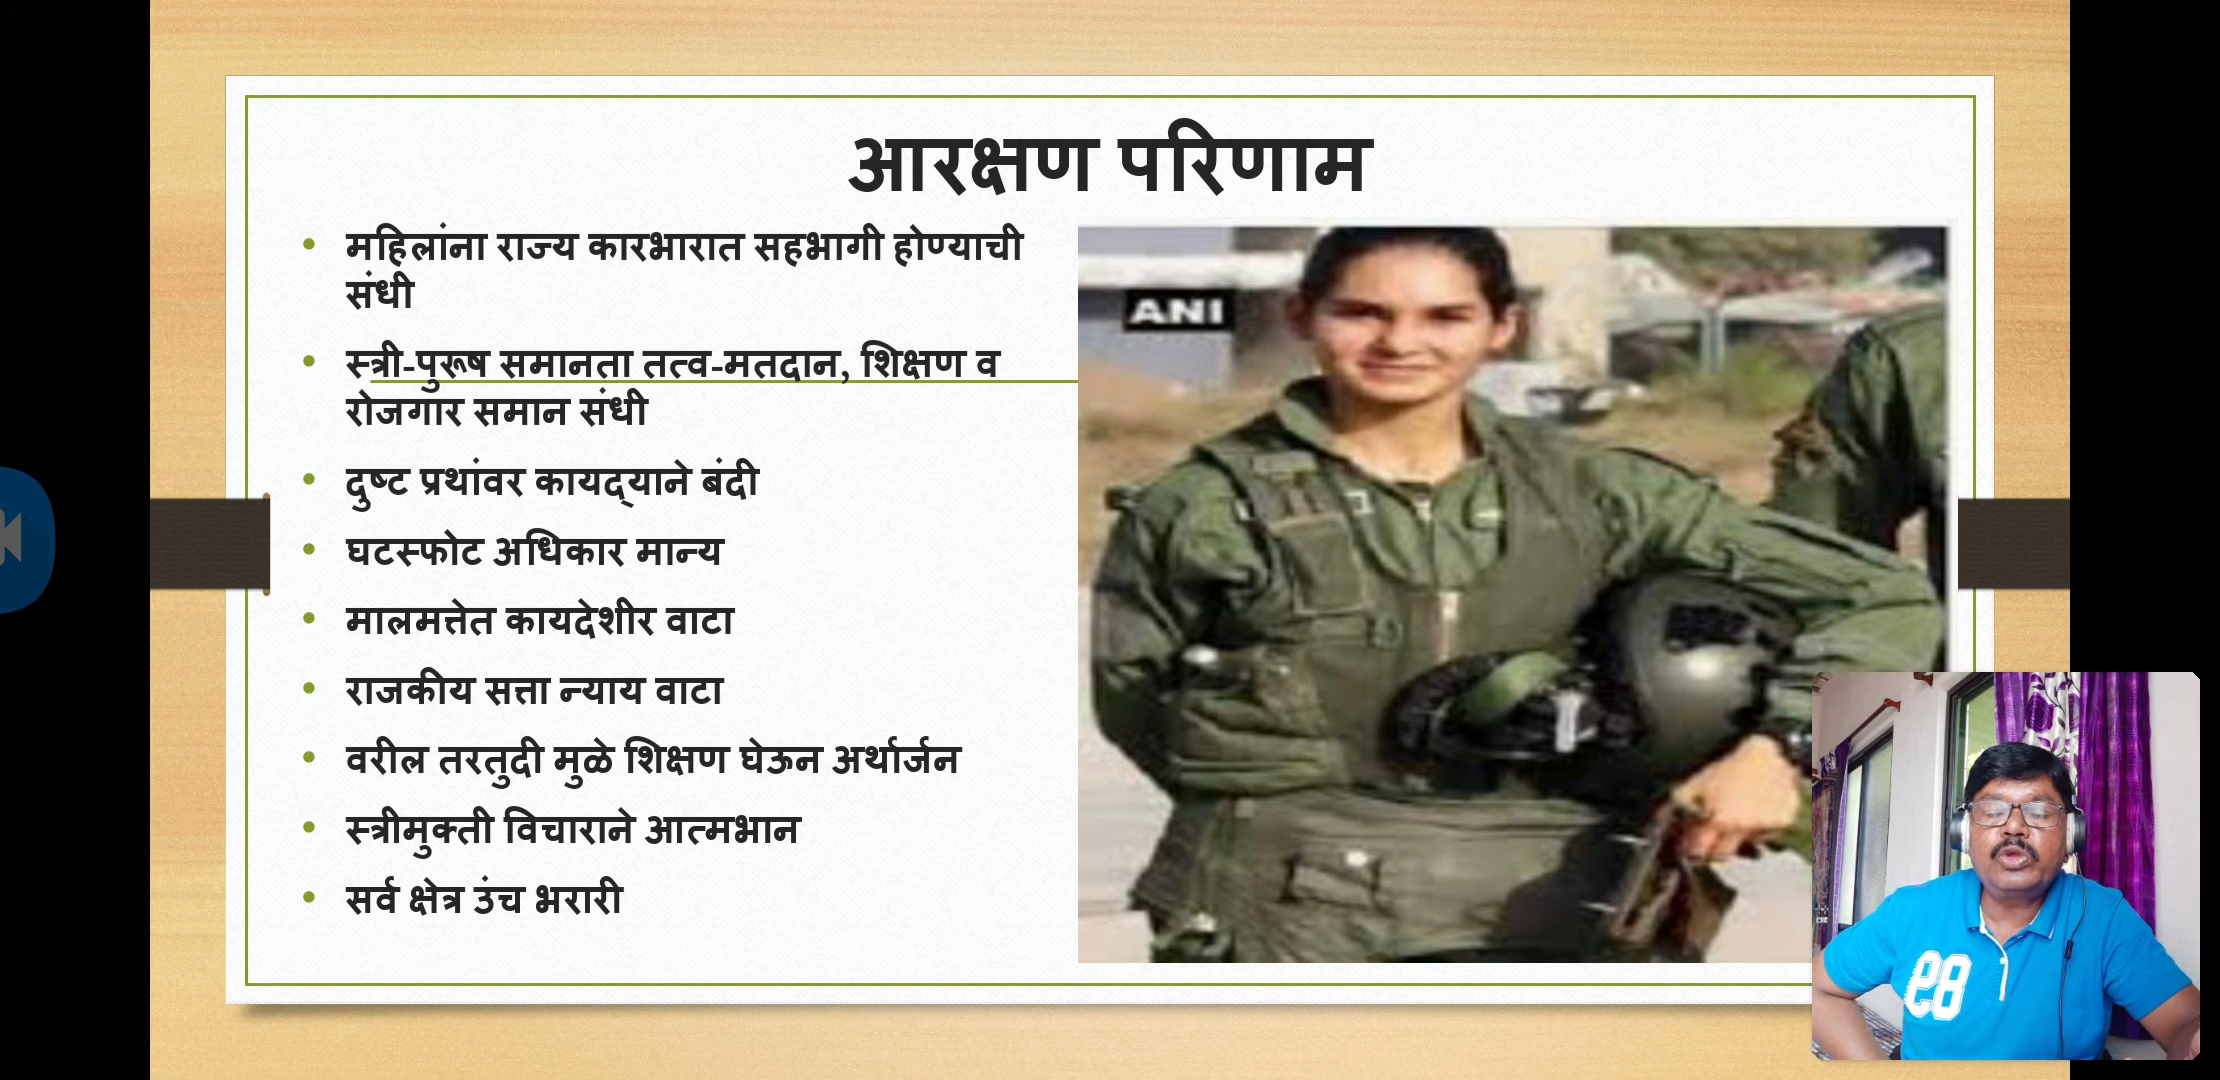 आरक्षण परिणाम
महिलांना राज्य कारभारात सहभागी होण्याची
संधी
स्त्री-पुरूष समानता तत्व-मतदान, शिक्षण व
रोजगार समान संधी
दुष्ट प्रथांवर कायद्‌याने बंदी
घटस्फोट अधिकार मान्य
मालमत्तेत कायदेशीर वाटा
राजकीय सत्ता न्याय वाटा
वरील तरतुदी मुळे शिक्षण घेऊन अर्थार्जन
स्त्रीमुक्ती विचाराने आत्मभान
सर्व क्षेत्र उंच भरारी
ANI